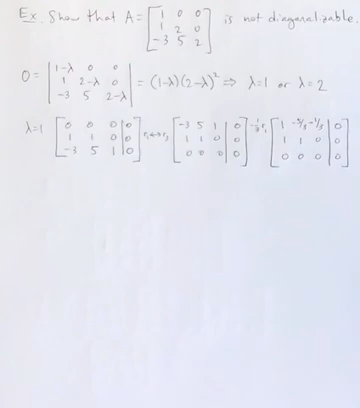 Ex. Show that A = [1 0 0; 1 2 0; -3 5 2] is not diagonalizable.
0 = |1-λ 0 0; 1 2-λ 0; -3 5 2-λ| = (1-λ)(2-λ)² ⇒ λ=1 or λ=2
λ=1 [0 0 0 | 0; 1 1 0 | 0; -3 5 1 | 0] r₁↔r₃ [-3 5 1 | 0; 1 1 0 | 0; 0 0 0 | 0] -⅓r₁ [1 -5/3 -1/3 | 0; 1 1 0 | 0; 0 0 0 | 0]